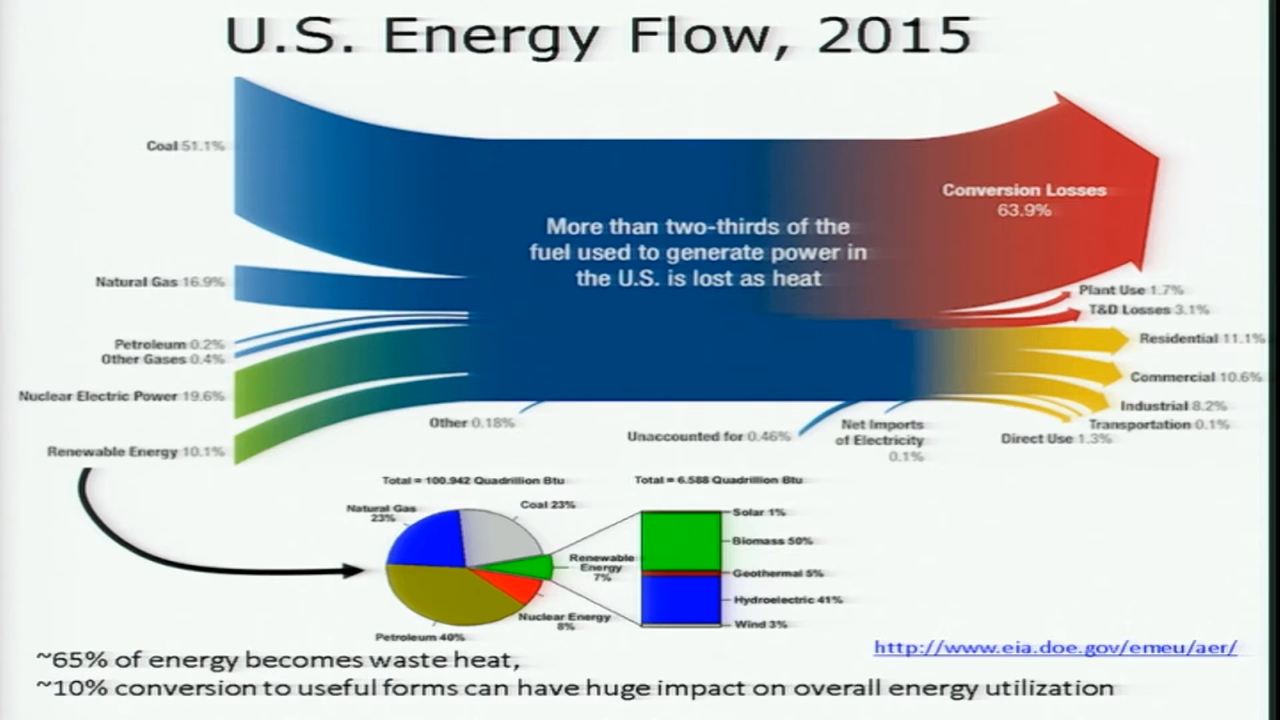 U.S. Energy Flow, 2015
Coal 51.1%
Natural Gas 16.9%
Petroleum 0.2%
Other Gases 0.4%
Nuclear Electric Power 19.6%
Renewable Energy 10.1%
More than two-thirds of the
fuel used to generate power in
the U.S. is lost as heat
Conversion Losses
63.9%
Plant Use 1.7%
T&D Losses 3.1%
Residential 11.1%
Commercial 10.6%
Industrial 8.2%
Transportation 0.1%
Direct Use 1.3%
Other 0.18%
Unaccounted for 0.46%
Net Imports
of Electricity
0.1%
Total = 100.942 Quadrillion Btu
Total = 6.588 Quadrillion Btu
Natural Gas
23%
Coal 23%
Renewable
Energy
7%
Nuclear Energy
8%
Petroleum 40%
Solar 1%
Biomass 50%
Geothermal 5%
Hydroelectric 41%
Wind 3%
http://www.eia.doe.gov/emeu/aer/
~65% of energy becomes waste heat,
~10% conversion to useful forms can have huge impact on overall energy utilization